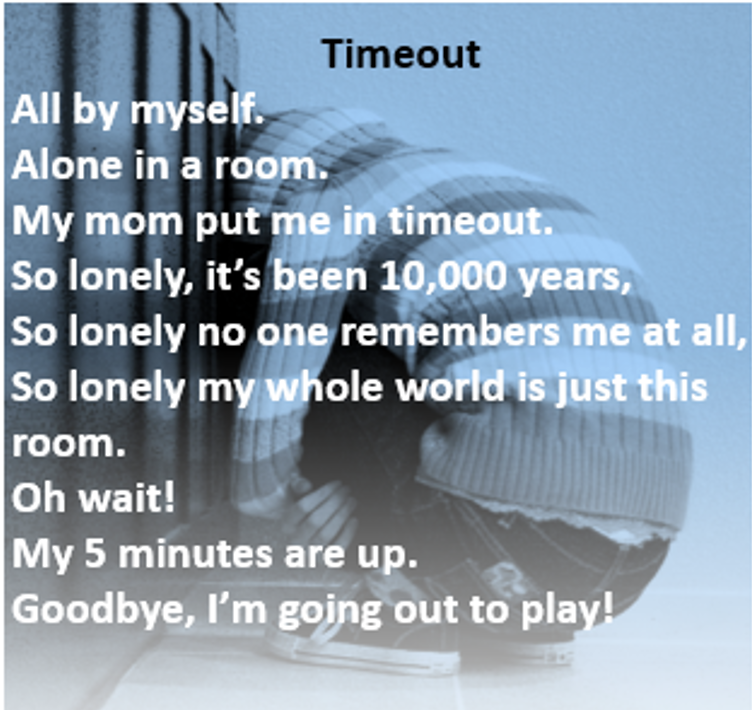 Timeout
All by myself.
Alone in a room.
My mom put me in timeout.
So lonely, it’s been 10,000 years,
So lonely no one remembers me at all,
So lonely my whole world is just this
room.
Oh wait!
My 5 minutes are up.
Goodbye, I’m going out to play!